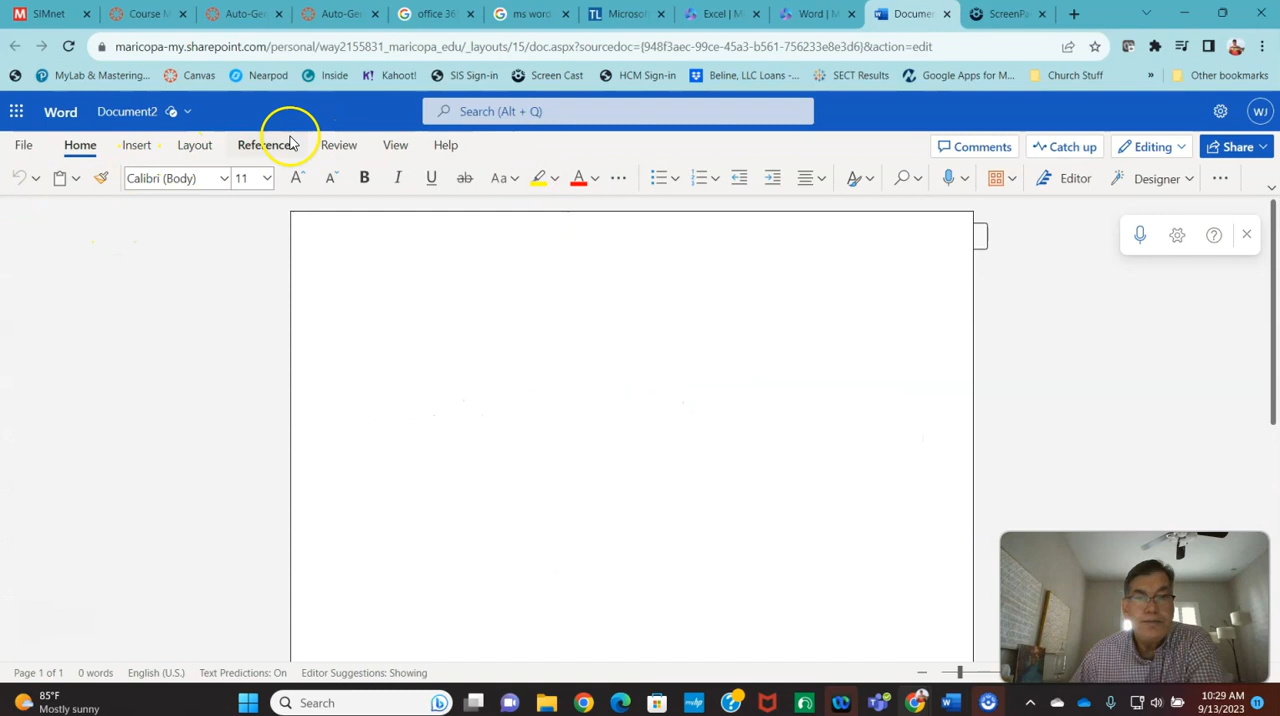 SIMnet
Course M
Auto-Ger
Auto-Ger
office 36
ms word
Microsof
Excel | M
Word | M
Docume
ScreenPa
maricopa-my.sharepoint.com/personal/way2155831_maricopa_edu/_layouts/15/doc.aspx?sourcedoc={948f3aec-99ce-45a3-b561-756233e8e3d6}&action=edit
MyLab & Mastering...
Canvas
Nearpod
Inside
Kahoot!
SIS Sign-in
Screen Cast
HCM Sign-in
Beline, LLC Loans -...
SECT Results
Google Apps for M...
Church Stuff
»
Other bookmarks
Word
Document2
Search (Alt + Q)
WJ
File
Home
Insert
Layout
References
Review
View
Help
Comments
Catch up
Editing
Share
Calibri (Body)
11
A
A
B
I
U
ab
Aa
A
Editor
Designer
Page 1 of 1
0 words
English (U.S.)
Text Predictions: On
Editor Suggestions: Showing
85°F
Mostly sunny
Search
10:29 AM
9/13/2023